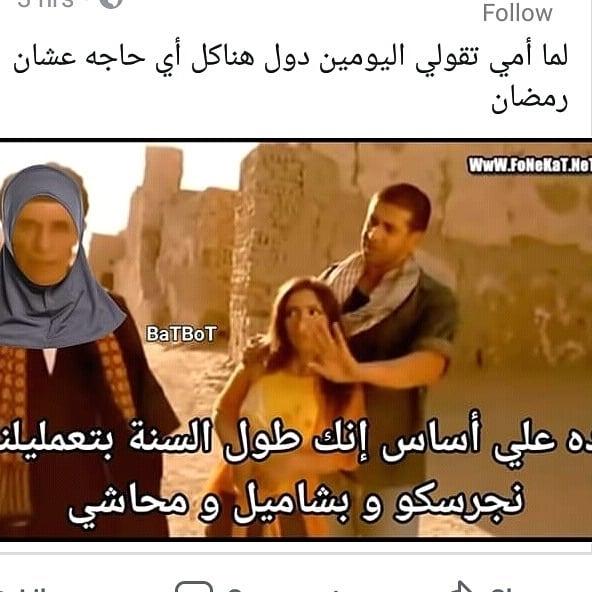 Follow
لما أمي تقولي اليومين دول هناكل أي حاجه عشان
رمضان
WwW.FoNeKaT.NeT
BaTBoT
ده علي أساس إنك طول السنة بتعمليلنا
نجرسكو و بشاميل و محاشي